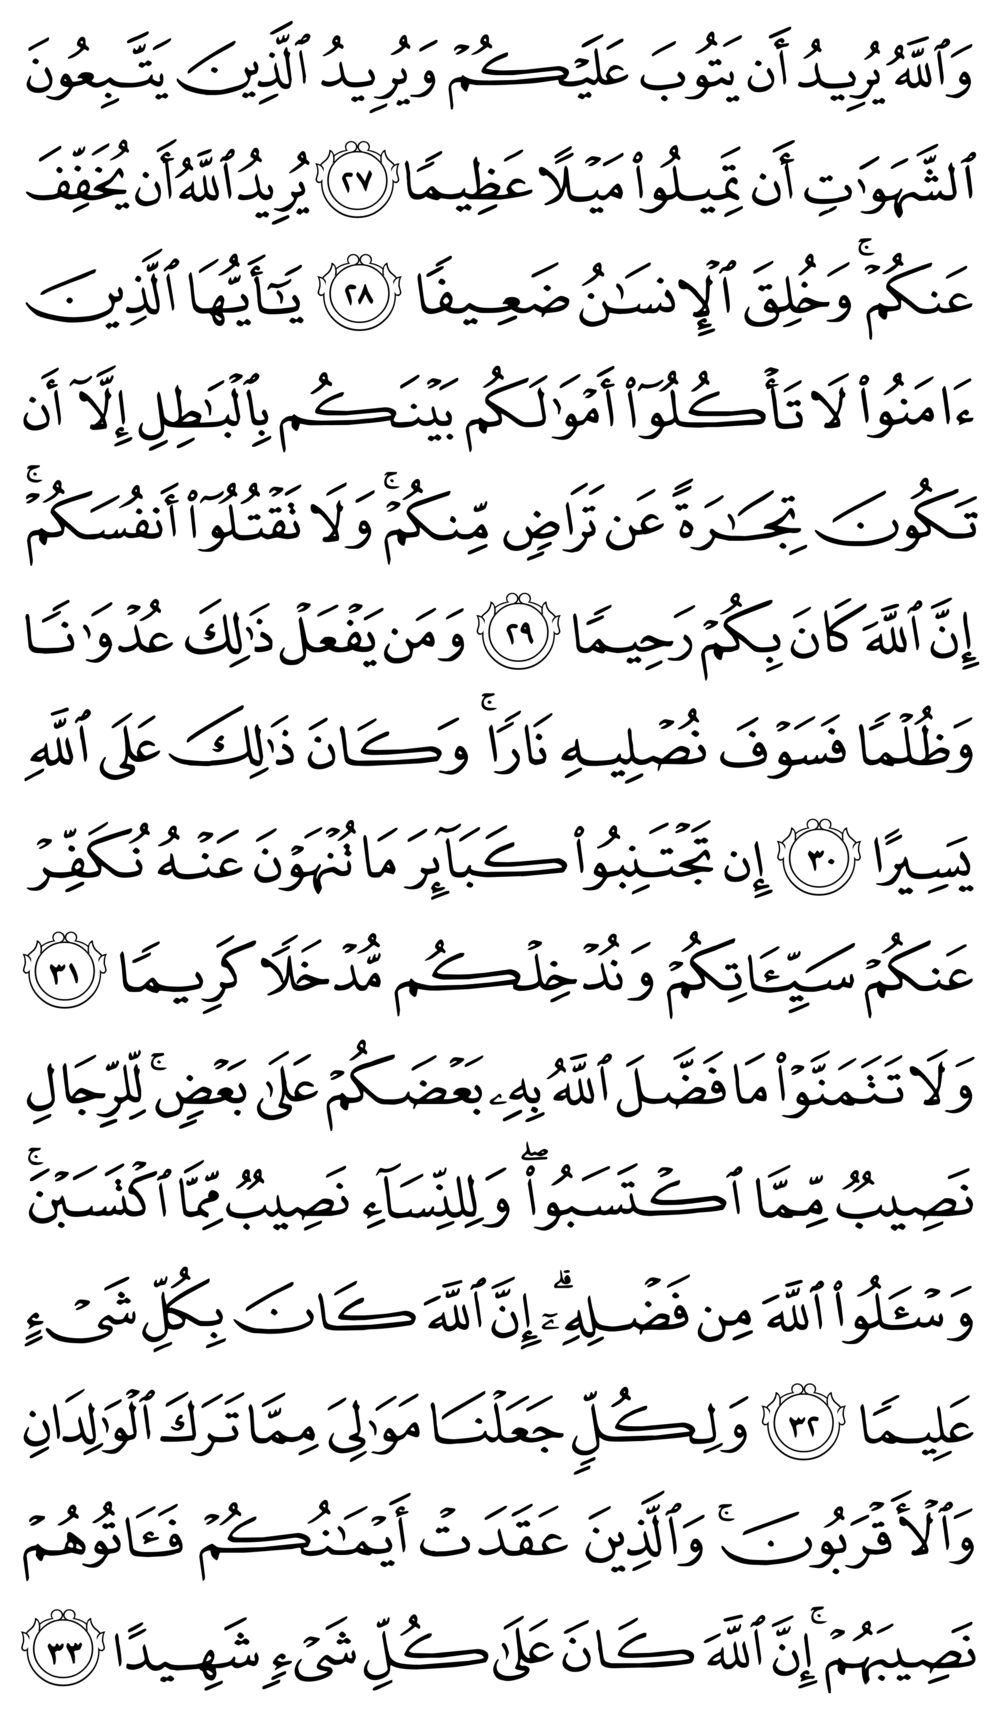 وَٱللَّهُ يُرِيدُ أَن يَتُوبَ عَلَيْكُمْ وَيُرِيدُ ٱلَّذِينَ يَتَّبِعُونَ
ٱلشَّهَوَٰتِ أَن تَمِيلُوا۟ مَيْلًا عَظِيمًا ٢٧ يُرِيدُ ٱللَّهُ أَن يُخَفِّفَ
عَنكُمْ ۚ وَخُلِقَ ٱلْإِنسَٰنُ ضَعِيفًا ٢٨ يَٰٓأَيُّهَا ٱلَّذِينَ
ءَامَنُوا۟ لَا تَأْكُلُوٓا۟ أَمْوَٰلَكُم بَيْنَكُم بِٱلْبَٰطِلِ إِلَّآ أَن
تَكُونَ تِجَٰرَةً عَن تَرَاضٍ مِّنكُمْ ۚ وَلَا تَقْتُلُوٓا۟ أَنفُسَكُمْ ۚ
إِنَّ ٱللَّهَ كَانَ بِكُمْ رَحِيمًا ٢٩ وَمَن يَفْعَلْ ذَٰلِكَ عُدْوَٰنًا
وَظُلْمًا فَسَوْفَ نُصْلِيهِ نَارًا ۚ وَكَانَ ذَٰلِكَ عَلَى ٱللَّهِ
يَسِيرًا ٣٠ إِن تَجْتَنِبُوا۟ كَبَآئِرَ مَا تُنْهَوْنَ عَنْهُ نُكَفِّرْ
عَنكُمْ سَيِّـَٔاتِكُمْ وَنُدْخِلْكُم مُّدْخَلًا كَرِيمًا ٣١
وَلَا تَتَمَنَّوْا۟ مَا فَضَّلَ ٱللَّهُ بِهِۦ بَعْضَكُمْ عَلَىٰ بَعْضٍ ۚ لِّلرِّجَالِ
نَصِيبٌ مِّمَّا ٱكْتَسَبُوا۟ ۖ وَلِلنِّسَآءِ نَصِيبٌ مِّمَّا ٱكْتَسَبْنَ ۚ
وَسْـَٔلُوا۟ ٱللَّهَ مِن فَضْلِهِۦٓ ۗ إِنَّ ٱللَّهَ كَانَ بِكُلِّ شَىْءٍ
عَلِيمًا ٣٢ وَلِكُلٍّ جَعَلْنَا مَوَٰلِىَ مِمَّا تَرَكَ ٱلْوَٰلِدَانِ
وَٱلْأَقْرَبُونَ ۚ وَٱلَّذِينَ عَقَدَتْ أَيْمَٰنُكُمْ فَـَٔاتُوهُمْ
نَصِيبَهُمْ ۚ إِنَّ ٱللَّهَ كَانَ عَلَىٰ كُلِّ شَىْءٍ شَهِيدًا ٣٣